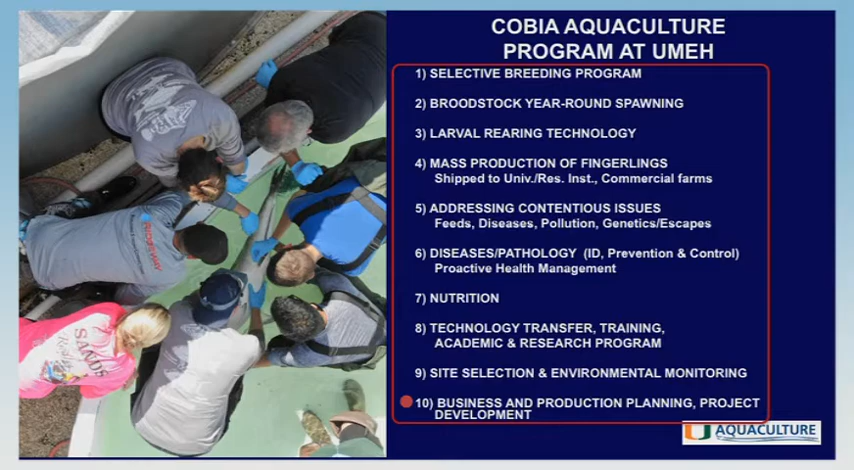 COBIA AQUACULTURE
PROGRAM AT UMEH
1) SELECTIVE BREEDING PROGRAM
2) BROODSTOCK YEAR-ROUND SPAWNING
3) LARVAL REARING TECHNOLOGY
4) MASS PRODUCTION OF FINGERLINGS
Shipped to Univ./Res. Inst., Commercial farms
5) ADDRESSING CONTENTIOUS ISSUES
Feeds, Diseases, Pollution, Genetics/Escapes
6) DISEASES/PATHOLOGY (ID, Prevention & Control)
Proactive Health Management
7) NUTRITION
8) TECHNOLOGY TRANSFER, TRAINING,
ACADEMIC & RESEARCH PROGRAM
9) SITE SELECTION & ENVIRONMENTAL MONITORING
10) BUSINESS AND PRODUCTION PLANNING, PROJECT
DEVELOPMENT
U AQUACULTURE
SANDS